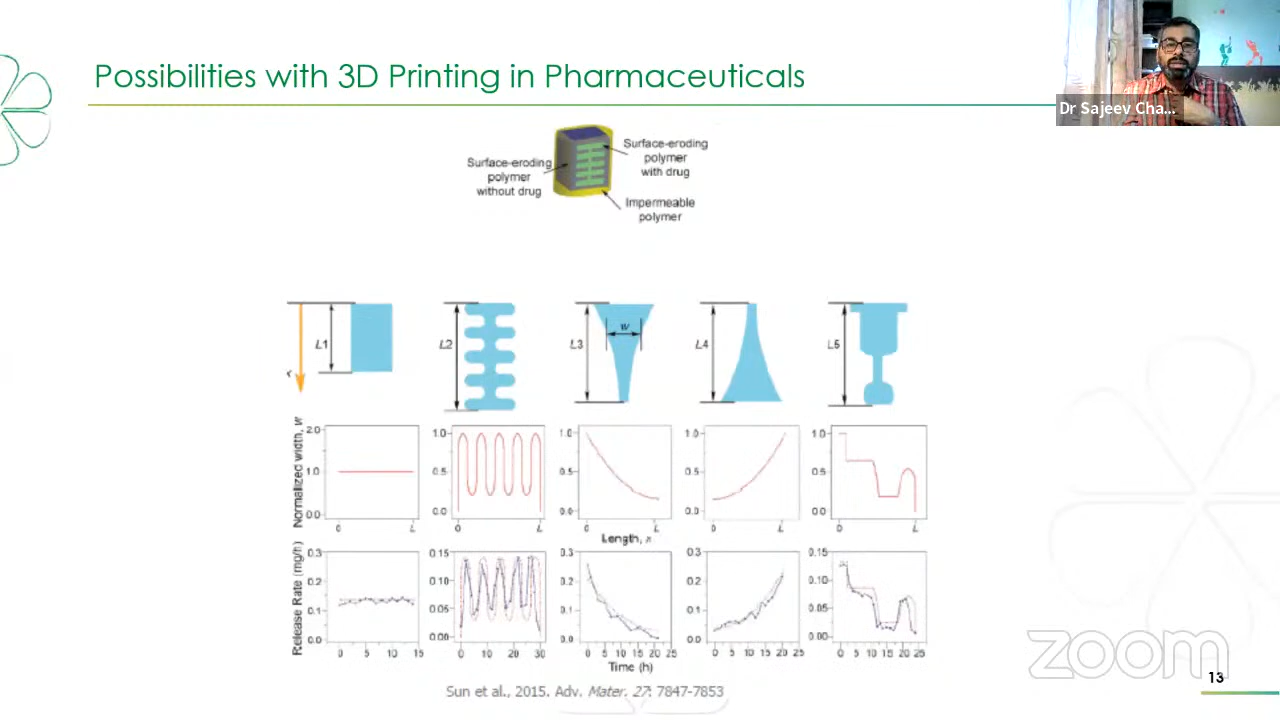 Possibilities with 3D Printing in Pharmaceuticals
Dr Sajeev Cha...
Surface-eroding
polymer
without drug
Surface-eroding
polymer
with drug
Impermeable
polymer
L1
L2
L3
w
L4
L5
x
Normalized width, w
2.0
1.0
0.0
0
L
1.0
0.5
0.0
0
L
1.0
0.5
0.0
0
L
1.0
0.5
0.0
0
L
1.0
0.5
0.0
0
L
Length, x
Release Rate (mg/h)
0.3
0.2
0.1
0.0
0 5 10 15
0.15
0.10
0.05
0.00
0 10 20 30
0.3
0.2
0.1
0.0
0 5 10 15 20 25
0.3
0.2
0.1
0.0
0 5 10 15 20 25
0.15
0.10
0.05
0.00
0 5 10 15 20 25
Time (h)
Sun et al., 2015. Adv. Mater. 27: 7847-7853
zoom
13